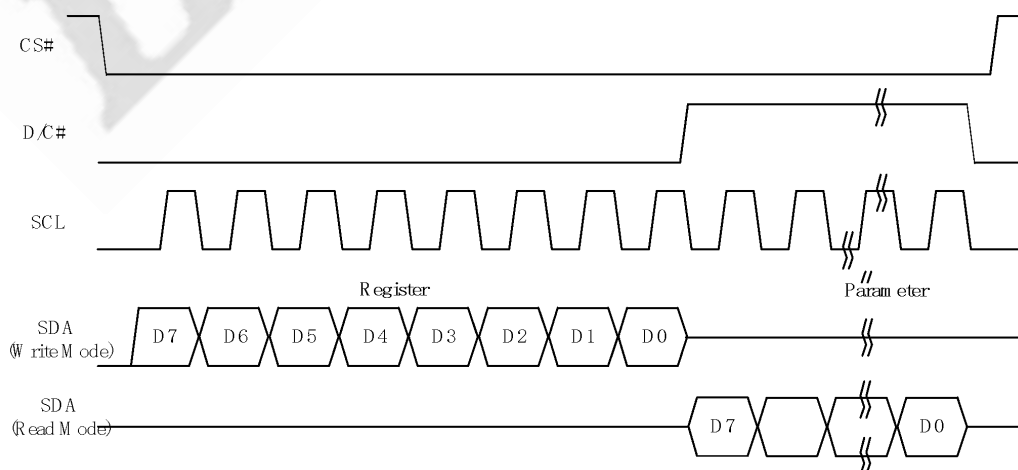 CS#
D/C#
SCL
Register
Parameter
SDA
(Write Mode)
D7 D6 D5 D4 D3 D2 D1 D0
SDA
(Read Mode)
D7 D0